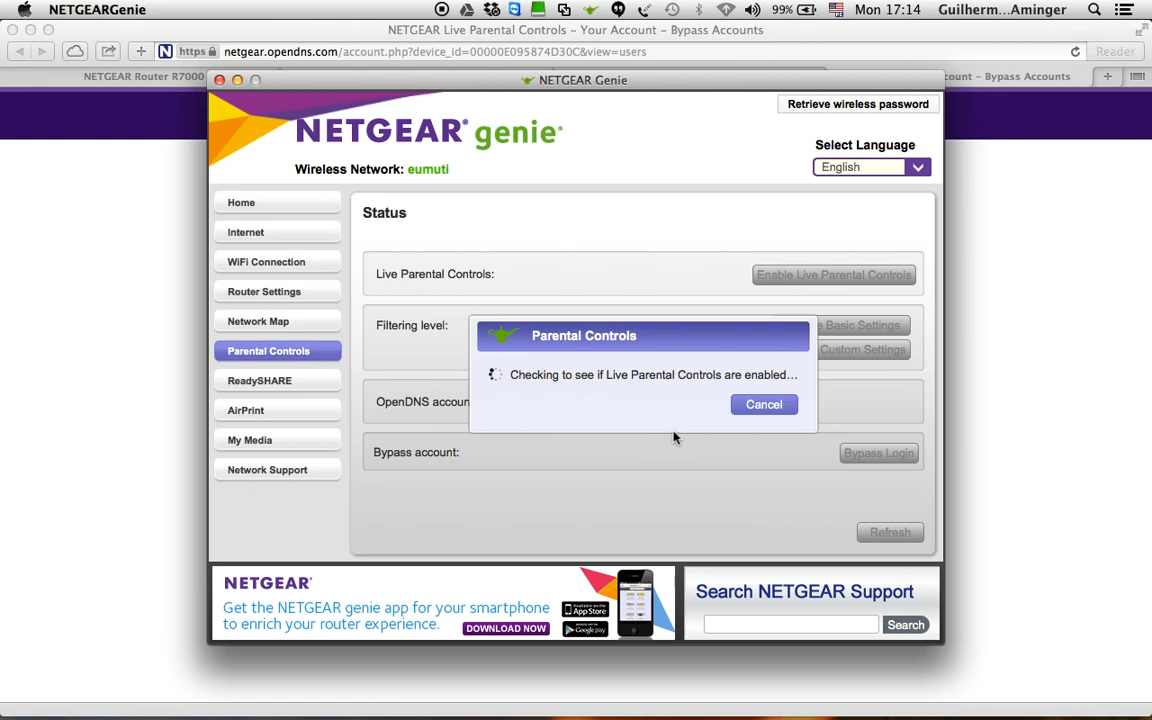 NETGEARGenie
99%
Mon 17:14
Guilherm...Aminger
NETGEAR Live Parental Controls - Your Account - Bypass Accounts
N
https
netgear.opendns.com/account.php?device_id=00000E095874D30C&view=users
Reader
NETGEAR Router R7000
count – Bypass Accounts
NETGEAR Genie
Retrieve wireless password
NETGEAR® genie®
Select Language
English
Wireless Network: eumuti
Home
Internet
WiFi Connection
Router Settings
Network Map
Parental Controls
ReadySHARE
AirPrint
My Media
Network Support
Status
Live Parental Controls:
Enable Live Parental Controls
Filtering level:
Basic Settings
Custom Settings
Parental Controls
Checking to see if Live Parental Controls are enabled...
Cancel
OpenDNS accoun
Bypass account:
Bypass Login
Refresh
NETGEAR®
Get the NETGEAR genie app for your smartphone
to enrich your router experience.
DOWNLOAD NOW
App Store
Google play
Search NETGEAR Support
Search